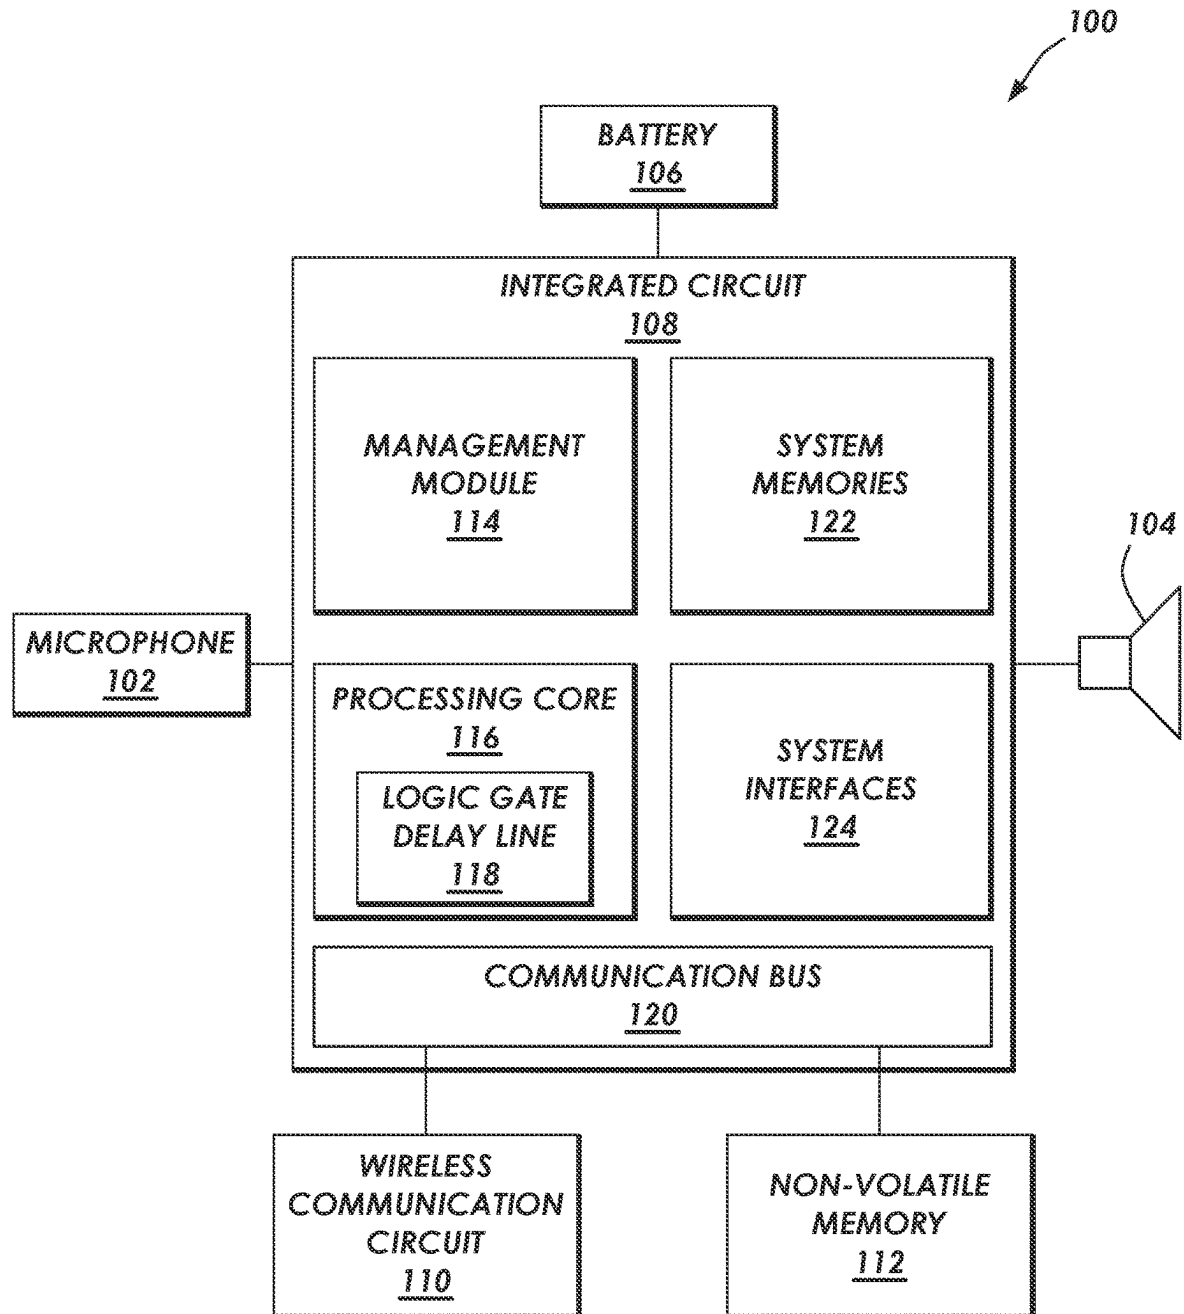 100
BATTERY
106
INTEGRATED CIRCUIT
108
MANAGEMENT
MODULE
114
SYSTEM
MEMORIES
122
104
MICROPHONE
102
PROCESSING CORE
116
LOGIC GATE
DELAY LINE
118
SYSTEM
INTERFACES
124
COMMUNICATION BUS
120
WIRELESS
COMMUNICATION
CIRCUIT
110
NON-VOLATILE
MEMORY
112